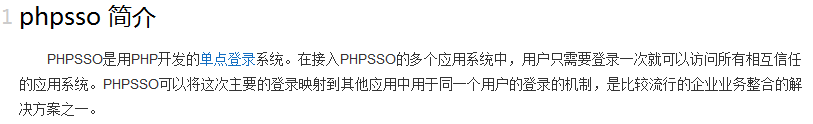 1 phpsso 简介
PHPSSO是用PHP开发的单点登录系统。在接入PHPSSO的多个应用系统中，用户只需要登录一次就可以访问所有相互信任
的应用系统。PHPSSO可以将这次主要的登录映射到其他应用中用于同一个用户的登录的机制，是比较流行的企业业务整合的解
决方案之一。